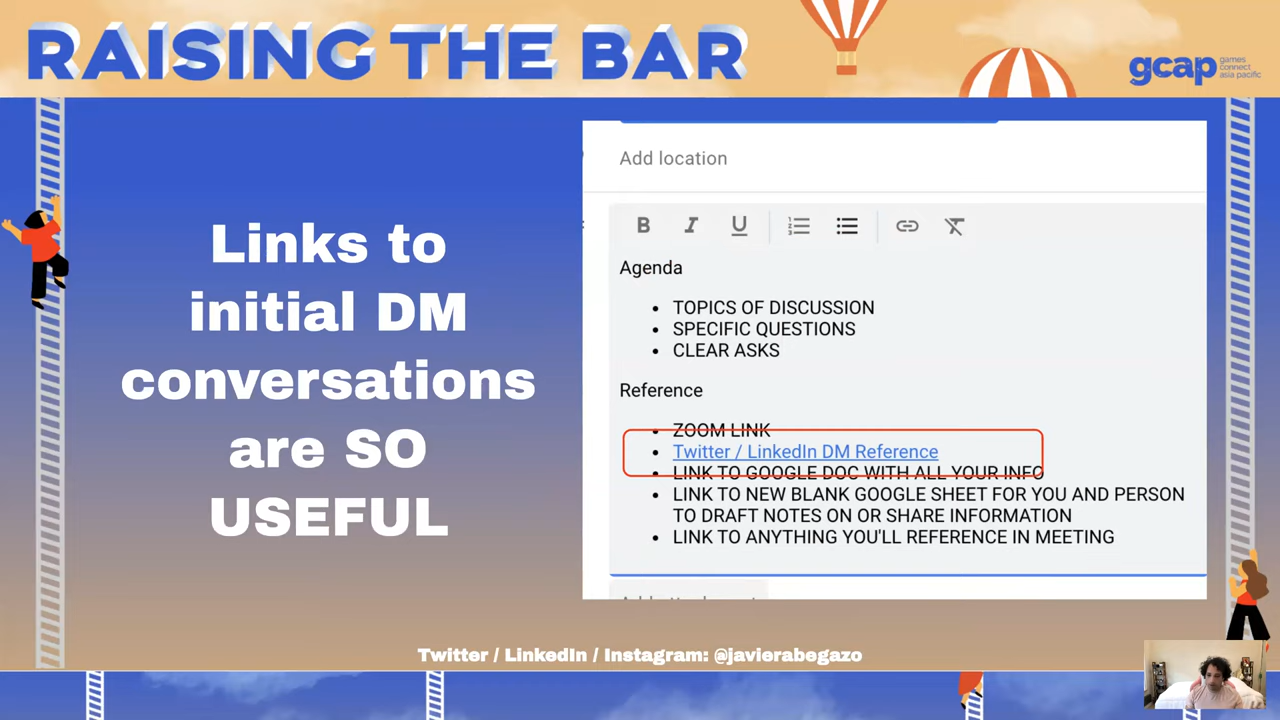 RAISING THE BAR
gcap games
connect
asia pacific
Links to
initial DM
conversations
are SO
USEFUL
Add location
B I U
Agenda
• TOPICS OF DISCUSSION
• SPECIFIC QUESTIONS
• CLEAR ASKS
Reference
• ZOOM LINK
• Twitter / LinkedIn DM Reference
• LINK TO GOOGLE DOC WITH ALL YOUR INFO
• LINK TO NEW BLANK GOOGLE SHEET FOR YOU AND PERSON
TO DRAFT NOTES ON OR SHARE INFORMATION
• LINK TO ANYTHING YOU'LL REFERENCE IN MEETING
Twitter / LinkedIn / Instagram: @javierabegazo